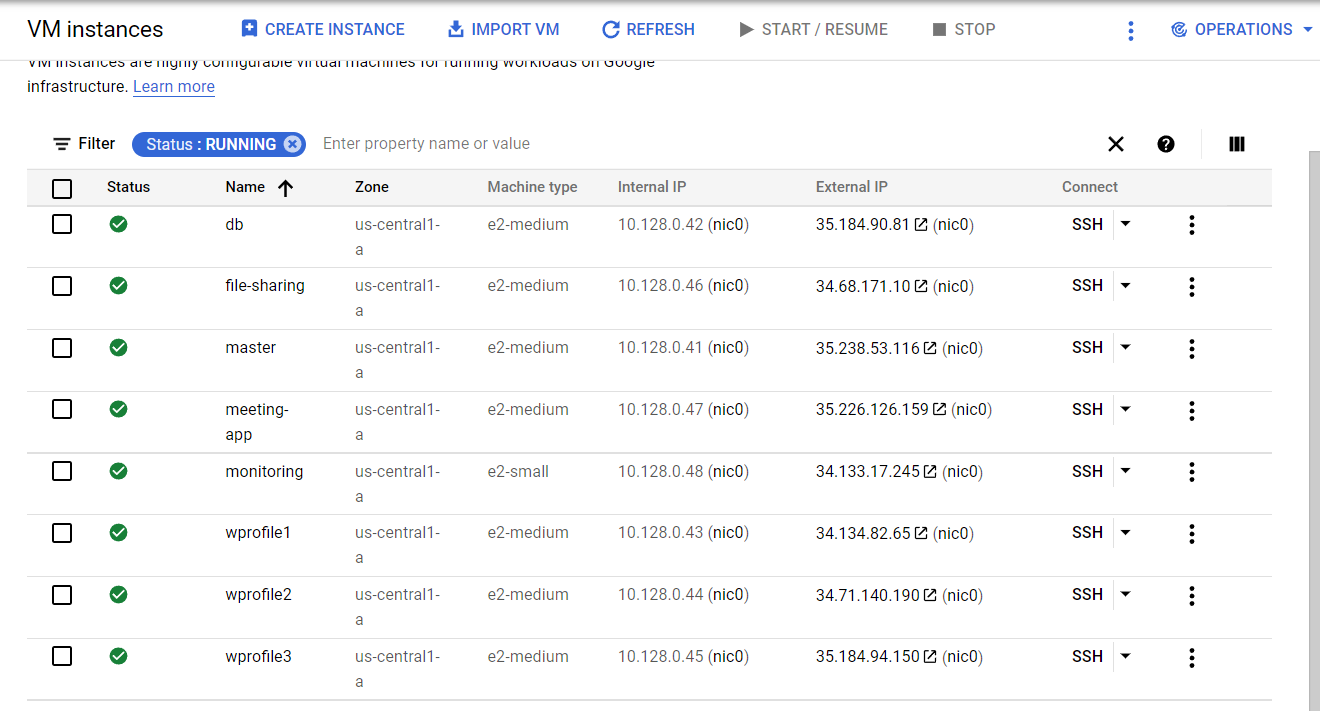 VM instances CREATE INSTANCE IMPORT VM REFRESH START / RESUME STOP OPERATIONS
VM instances are highly configurable virtual machines for running workloads on Google
infrastructure. Learn more
Filter Status : RUNNING Enter property name or value
Status Name Zone Machine type Internal IP External IP Connect
db us-central1-a e2-medium 10.128.0.42 (nic0) 35.184.90.81 (nic0) SSH
file-sharing us-central1-a e2-medium 10.128.0.46 (nic0) 34.68.171.10 (nic0) SSH
master us-central1-a e2-medium 10.128.0.41 (nic0) 35.238.53.116 (nic0) SSH
meeting-app us-central1-a e2-medium 10.128.0.47 (nic0) 35.226.126.159 (nic0) SSH
monitoring us-central1-a e2-small 10.128.0.48 (nic0) 34.133.17.245 (nic0) SSH
wprofile1 us-central1-a e2-medium 10.128.0.43 (nic0) 34.134.82.65 (nic0) SSH
wprofile2 us-central1-a e2-medium 10.128.0.44 (nic0) 34.71.140.190 (nic0) SSH
wprofile3 us-central1-a e2-medium 10.128.0.45 (nic0) 35.184.94.150 (nic0) SSH